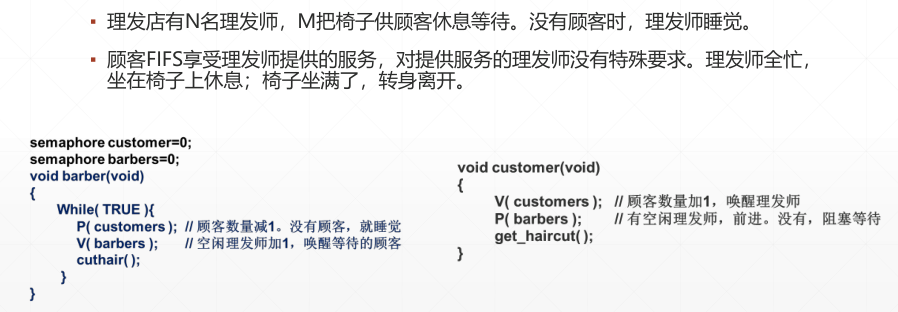 ▪ 理发店有N名理发师，M把椅子供顾客休息等待。没有顾客时，理发师睡觉。
▪ 顾客FIFS享受理发师提供的服务，对提供服务的理发师没有特殊要求。理发师全忙，
坐在椅子上休息；椅子坐满了，转身离开。
semaphore customer=0;
semaphore barbers=0;
void barber(void)
{
While( TRUE ){
P( customers ); // 顾客数量减1。没有顾客，就睡觉
V( barbers ); // 空闲理发师加1，唤醒等待的顾客
cuthair( );
}
}
void customer(void)
{
V( customers ); // 顾客数量加1，唤醒理发师
P( barbers ); // 有空闲理发师，前进。没有，阻塞等待
get_haircut( );
}